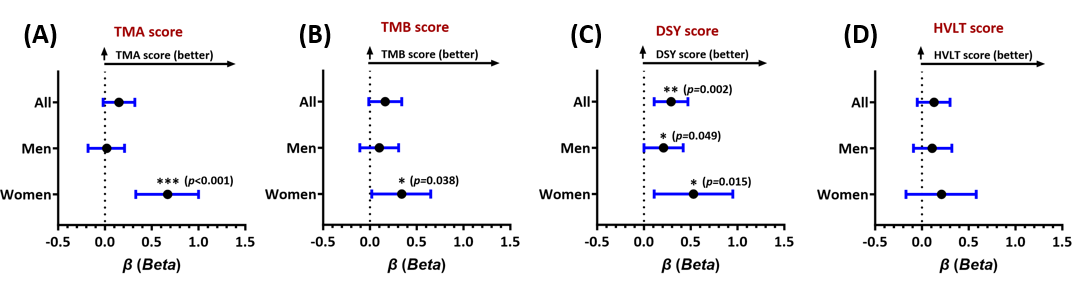 (A)
TMA score
TMA score (better)
All
Men
Women
*** (p<0.001)
-0.5 0.0 0.5 1.0 1.5
β (Beta)
(B)
TMB score
TMB score (better)
All
Men
Women
* (p=0.038)
-0.5 0.0 0.5 1.0 1.5
β (Beta)
(C)
DSY score
DSY score (better)
All
** (p=0.002)
Men
* (p=0.049)
Women
* (p=0.015)
-0.5 0.0 0.5 1.0 1.5
β (Beta)
(D)
HVLT score
HVLT score (better)
All
Men
Women
-0.5 0.0 0.5 1.0 1.5
β (Beta)